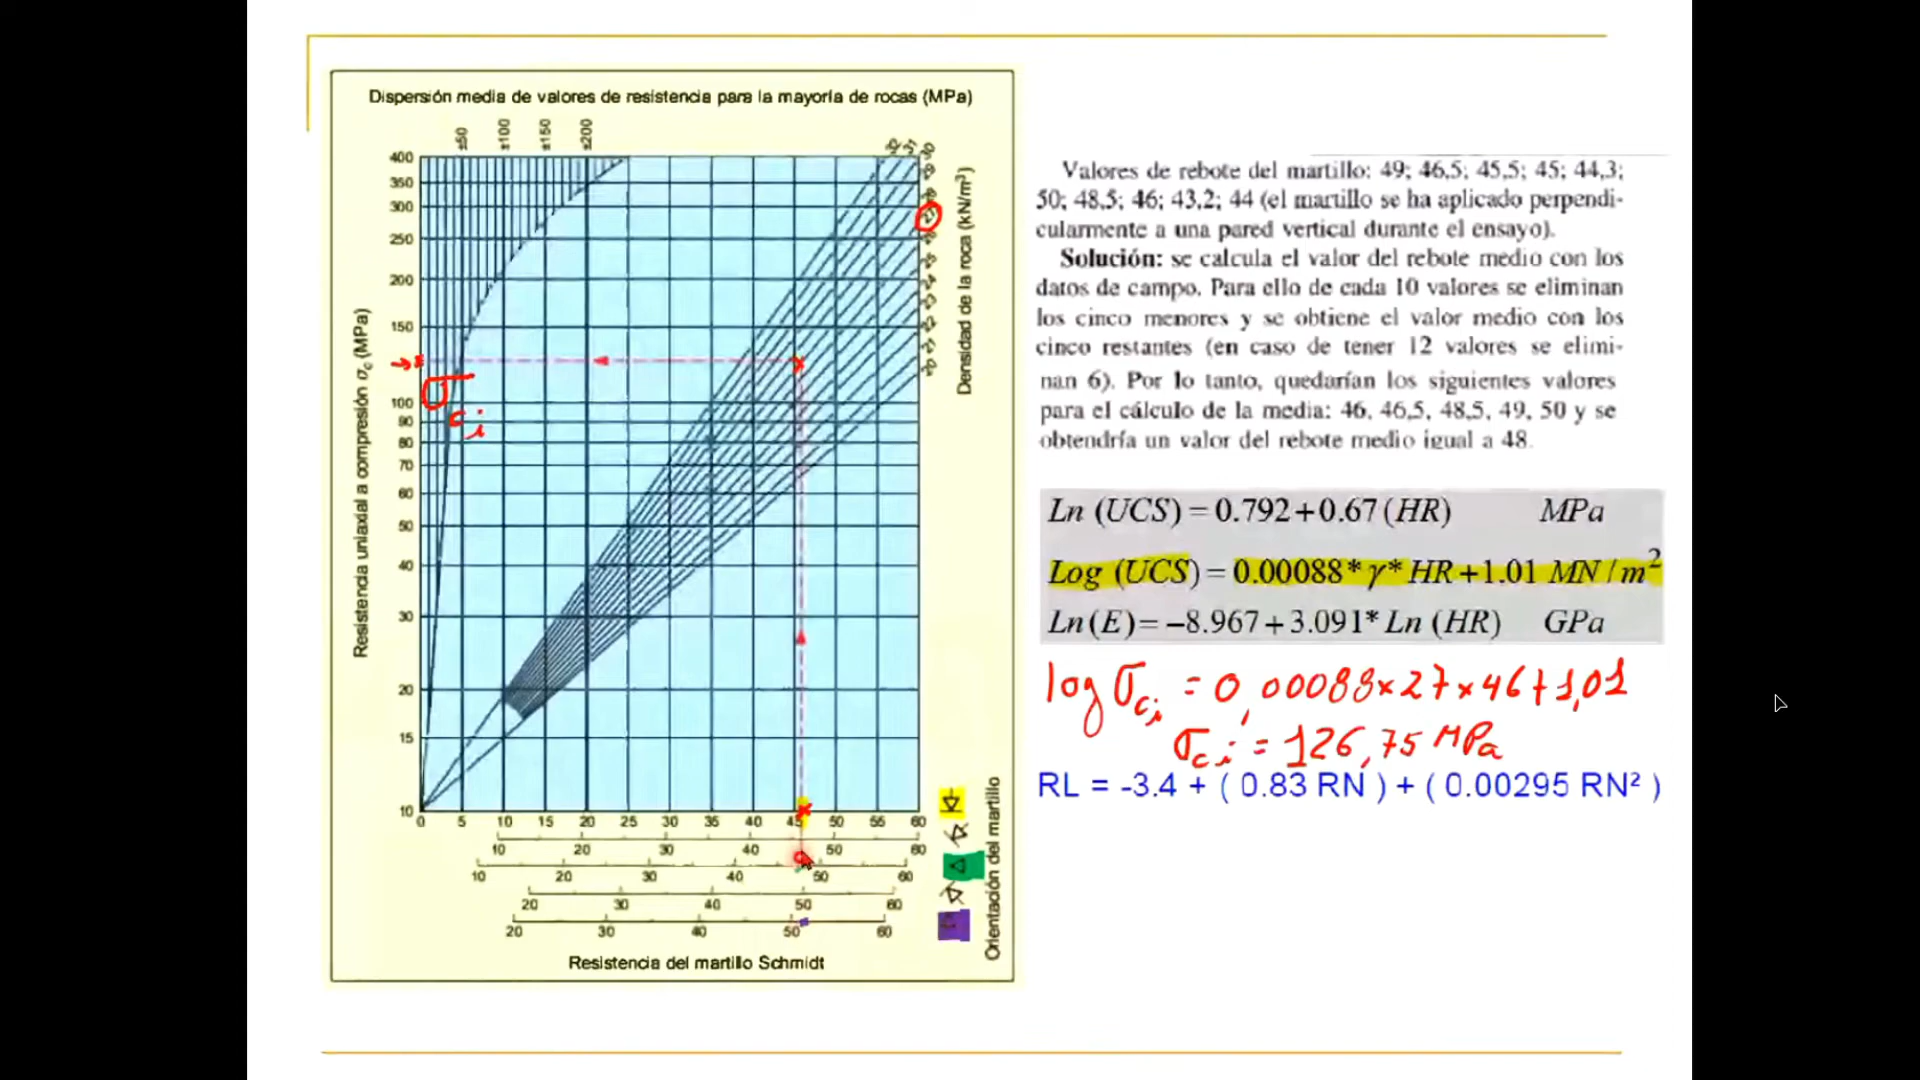 Dispersión media de valores de resistencia para la mayoría de rocas (MPa)
±50 ±100 ±150 ±200
32 31 30
400
350
300
250
200
150
100
90
80
70
60
50
40
30
20
15
10
27
25
24
23
22
21
20
Densidad de la roca (kN/m³)
Resistencia uniaxial a compresión σc (MPa)
σci
0 5 10 15 20 25 30 35 40 45 50 55 60
10 20 30 40 60
10 20 30 40 50 60
20 30 40 50 60
20 30 40 50 60
Orientación del martillo
Resistencia del martillo Schmidt
Valores de rebote del martillo: 49; 46,5; 45,5; 45; 44,3;
50; 48,5; 46; 43,2; 44 (el martillo se ha aplicado perpendi-
cularmente a una pared vertical durante el ensayo).
Solución: se calcula el valor del rebote medio con los
datos de campo. Para ello de cada 10 valores se eliminan
los cinco menores y se obtiene el valor medio con los
cinco restantes (en caso de tener 12 valores se elimi-
nan 6). Por lo tanto, quedarían los siguientes valores
para el cálculo de la media: 46, 46,5, 48,5, 49, 50 y se
obtendría un valor del rebote medio igual a 48.
Ln (UCS) = 0.792+0.67 (HR) MPa
Log (UCS) = 0.00088*γ*HR+1.01 MN/m²
Ln(E)= −8.967+3.091* Ln (HR) GPa
log σci = 0,00088×27×46+1,01
σci = 126,75 MPa
RL = -3.4 + ( 0.83 RN ) + ( 0.00295 RN² )